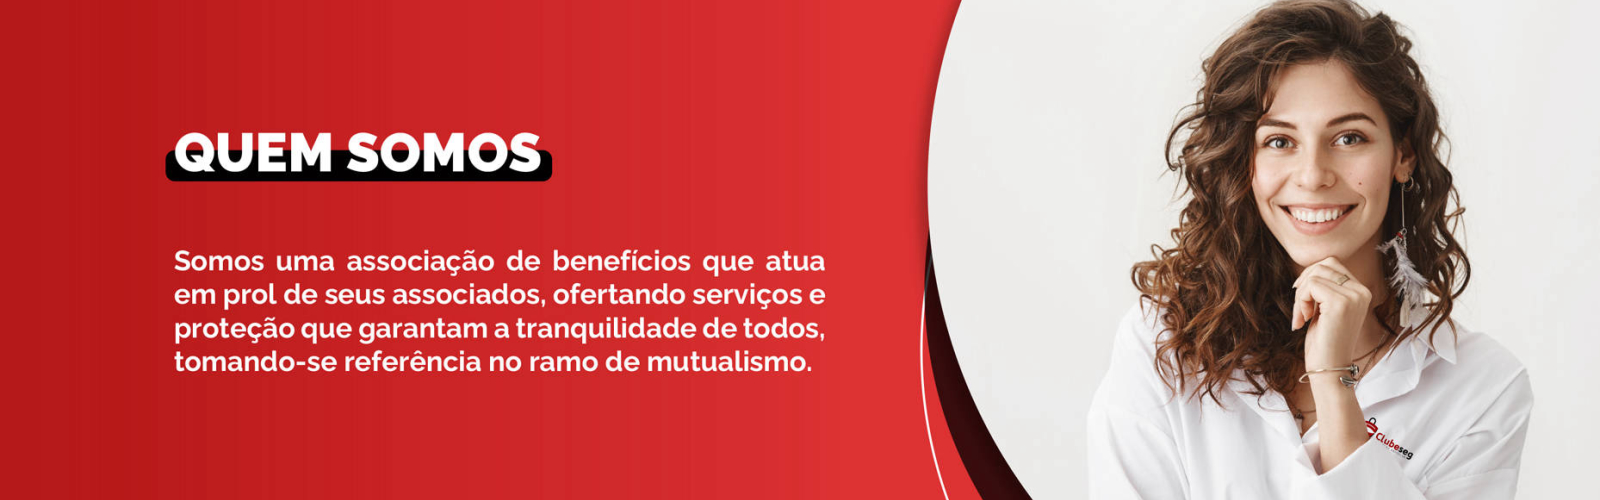 QUEM SOMOS
Somos uma associação de benefícios que atua
em prol de seus associados, ofertando serviços e
proteção que garantam a tranquilidade de todos,
tomando-se referência no ramo de mutualismo.
Clubeseg